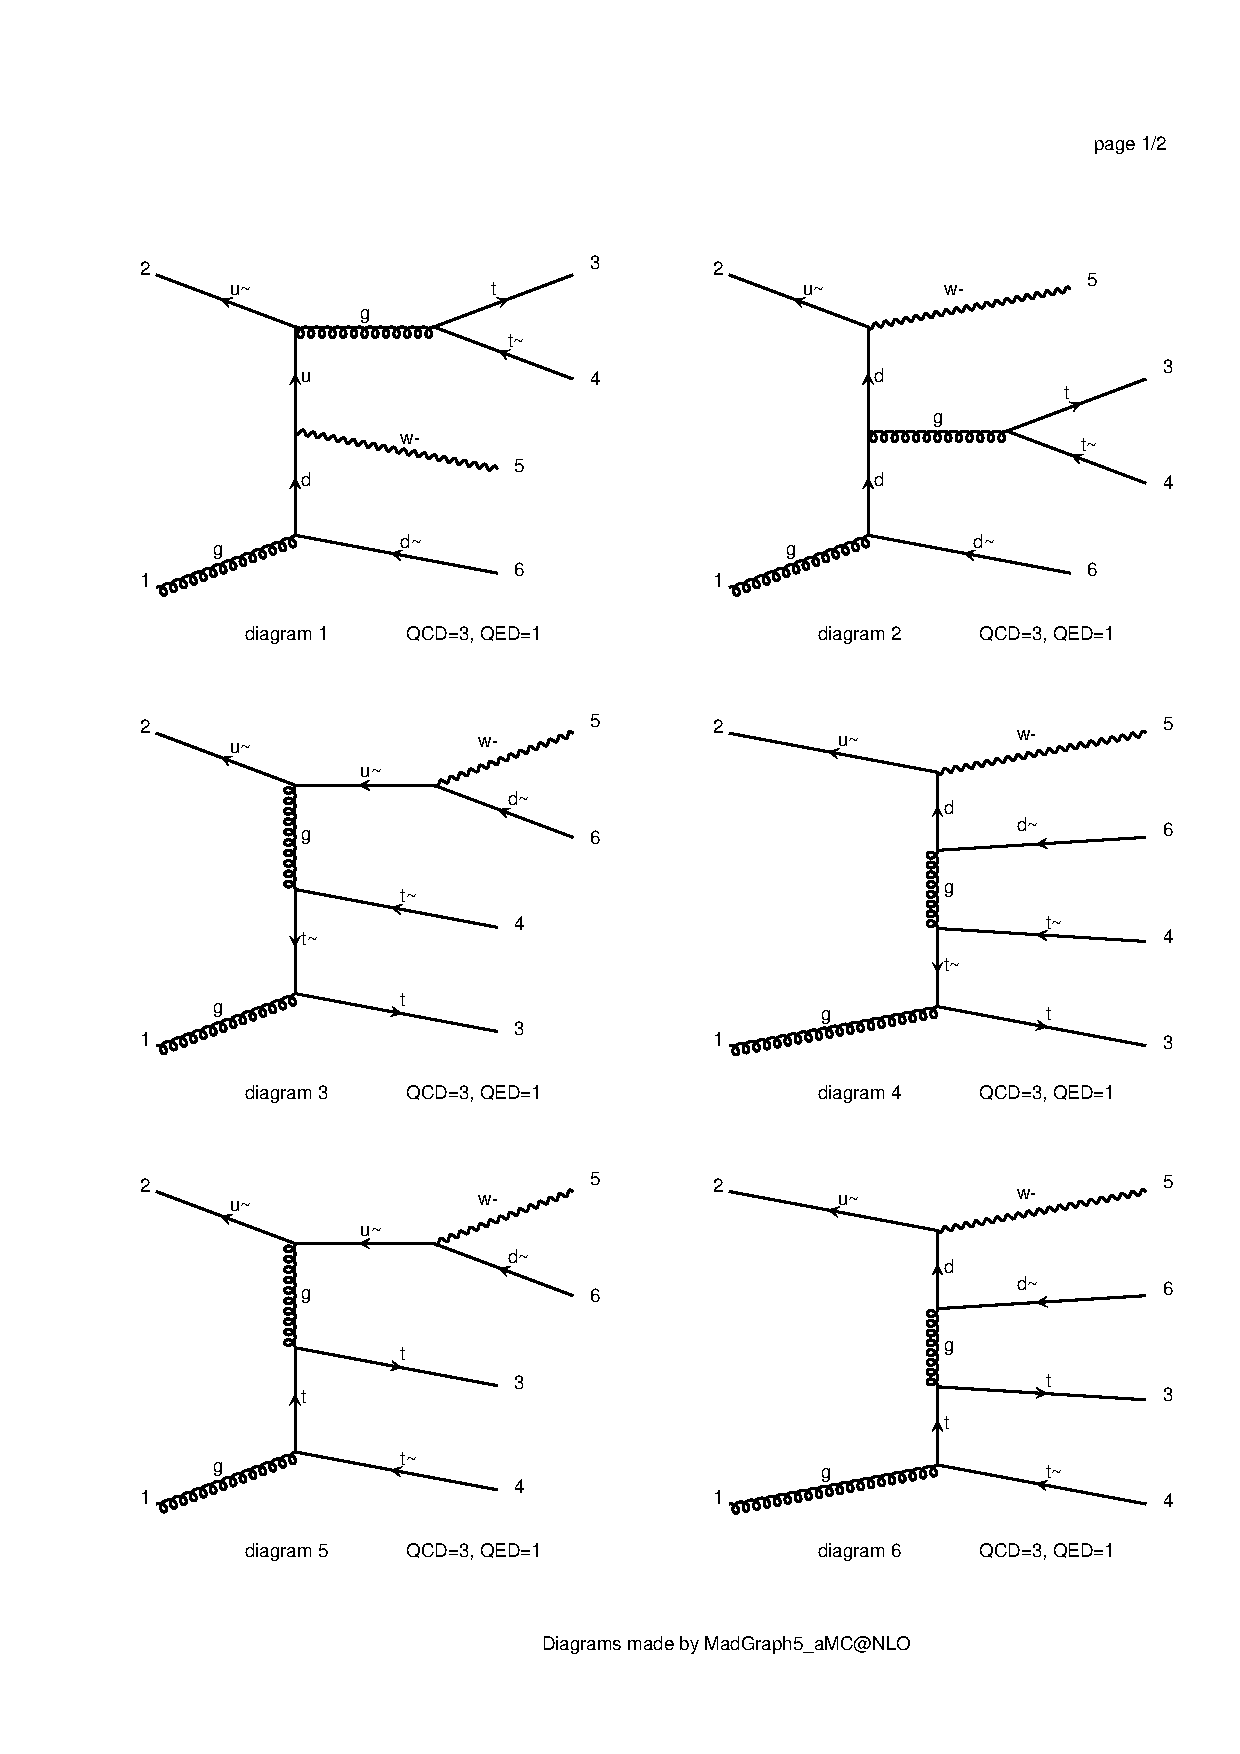 page 1/2
2 u~ g t 3
t~ 4
u
w- 5
d
g d~ 6
1
diagram 1 QCD=3, QED=1
2 u~ w- 5
d
g t 3
t~ 4
d
g d~ 6
1
diagram 2 QCD=3, QED=1
2 u~ u~ w- 5
d~ 6
g
t~ 4
t~
g t 3
1
diagram 3 QCD=3, QED=1
2 u~ w- 5
d
d~ 6
g
t~ 4
t~
g t 3
1
diagram 4 QCD=3, QED=1
2 u~ u~ w- 5
d~ 6
g
t 3
t
g t~ 4
1
diagram 5 QCD=3, QED=1
2 u~ w- 5
d
d~ 6
g
t 3
t
g t~ 4
1
diagram 6 QCD=3, QED=1
Diagrams made by MadGraph5_aMC@NLO